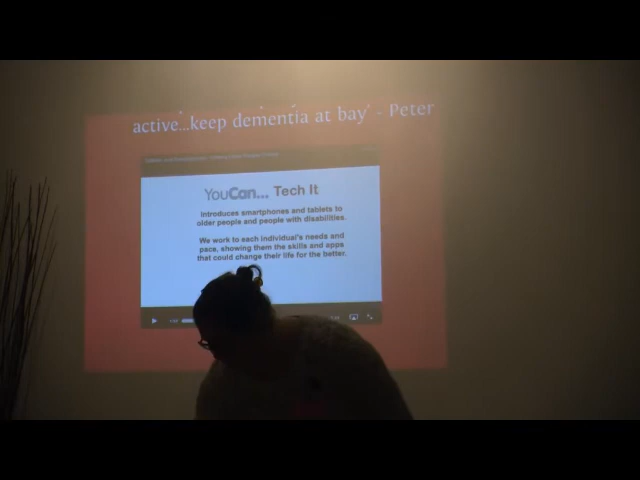 active...keep dementia at bay' - Peter
YouCan... Tech It
Introduces smartphones and tablets to
older people and people with disabilities.
We work to each individual's needs and
pace, showing them the skills and apps
that could change their life for the better.